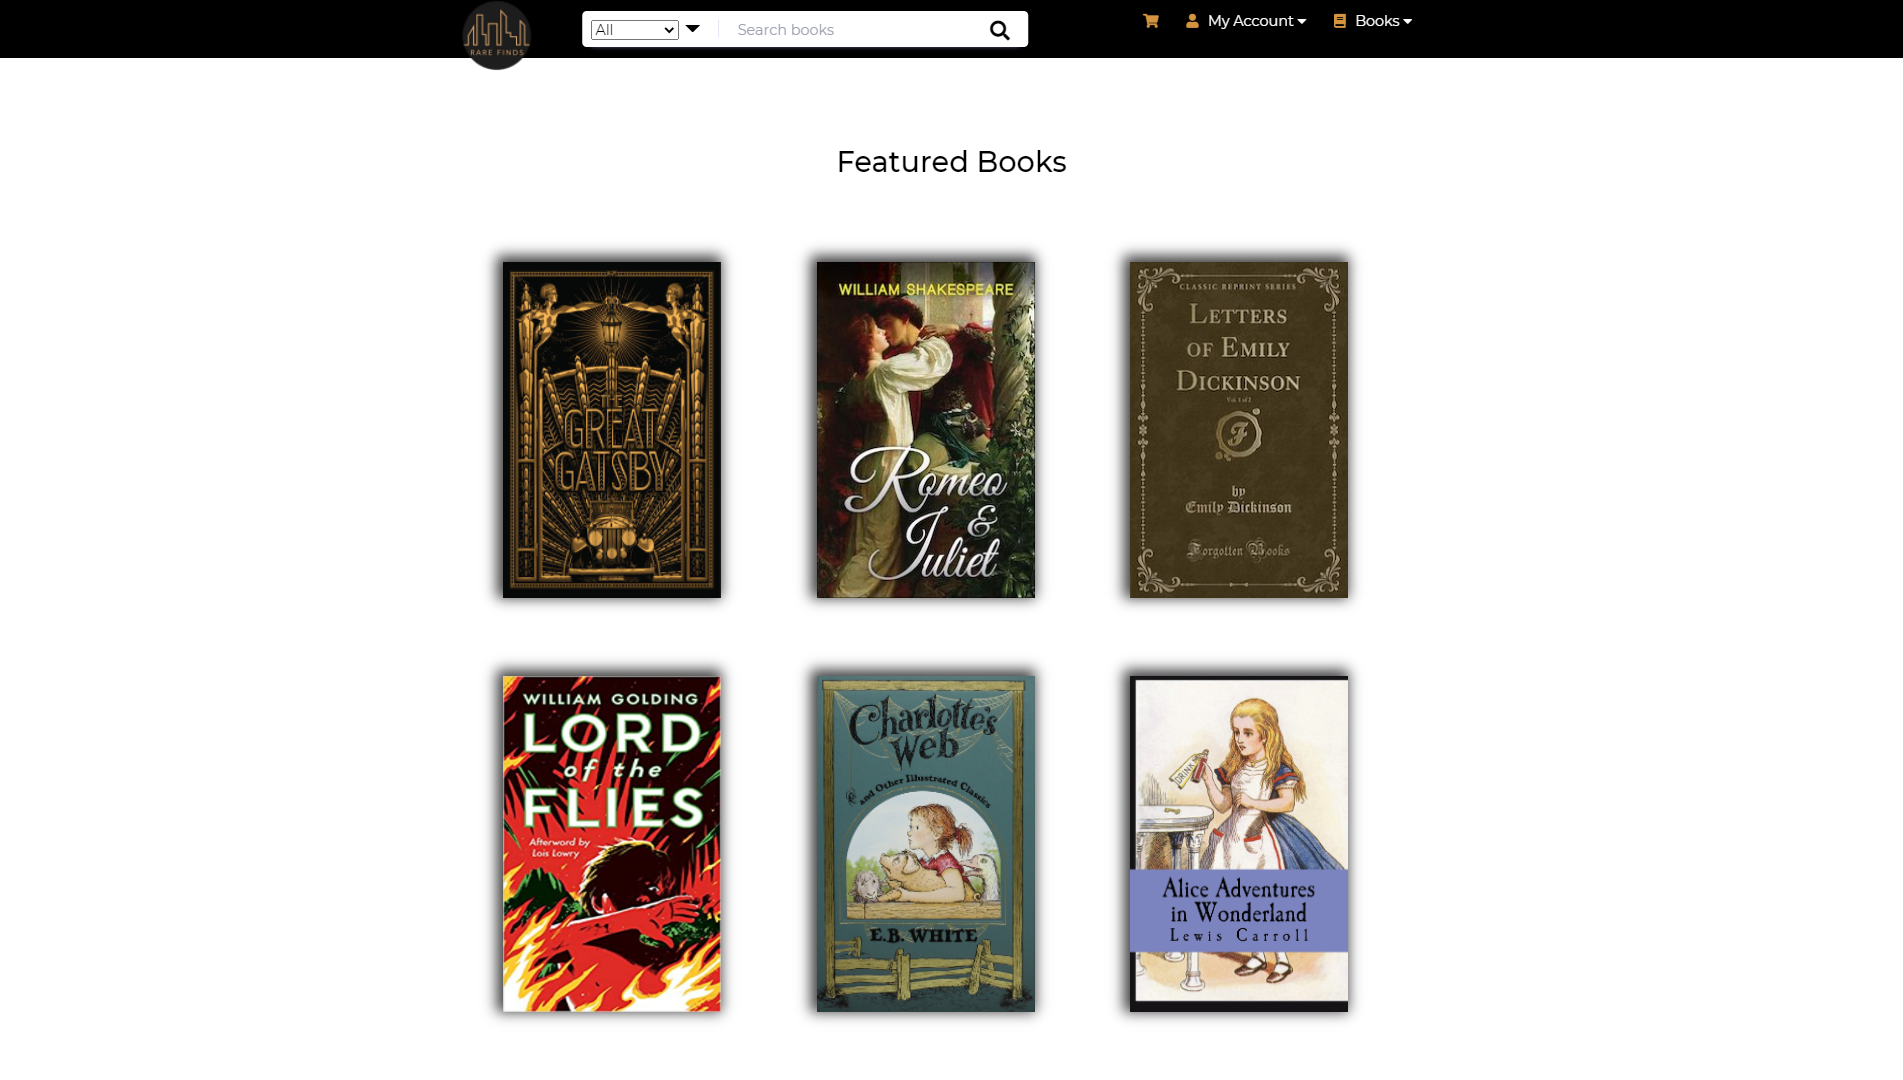 RARE FINDS
All
Search books
My Account
Books
Featured Books
THE
GREAT
GATSBY
WILLIAM SHAKESPEARE
Romeo
&
Juliet
CLASSIC REPRINT SERIES
LETTERS
OF EMILY
DICKINSON
Vol. 1 of 2
F
by
Emily Dickinson
Forgotten Books
WILLIAM GOLDING
LORD
of the
FLIES
Afterword by
Lois Lowry
Charlotte's
Web
and Other Illustrated Classics
E.B. WHITE
DRINK
Alice Adventures
in Wonderland
Lewis Carroll